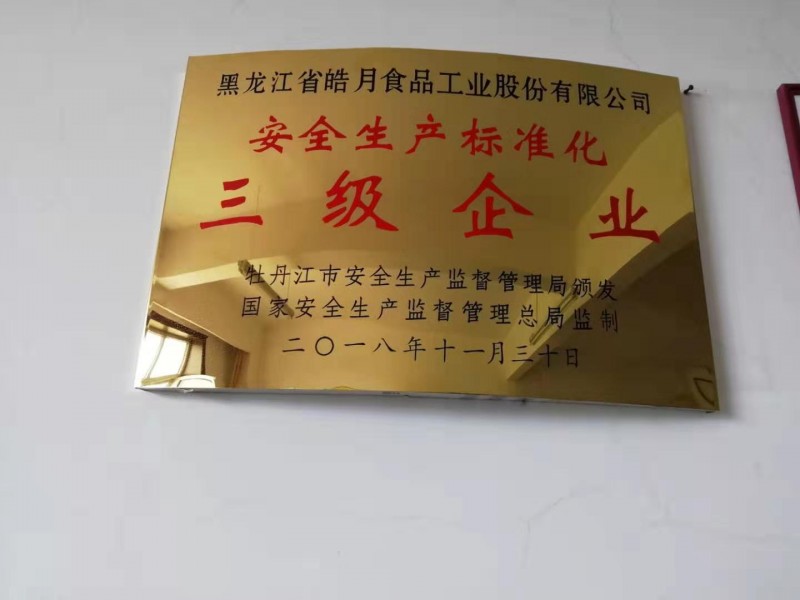 黑龙江省皓月食品工业股份有限公司
安全生产标准化
三级企业
牡丹江市安全生产监督管理局颁发
国家安全生产监督管理总局监制
二〇一八年十一月三十日